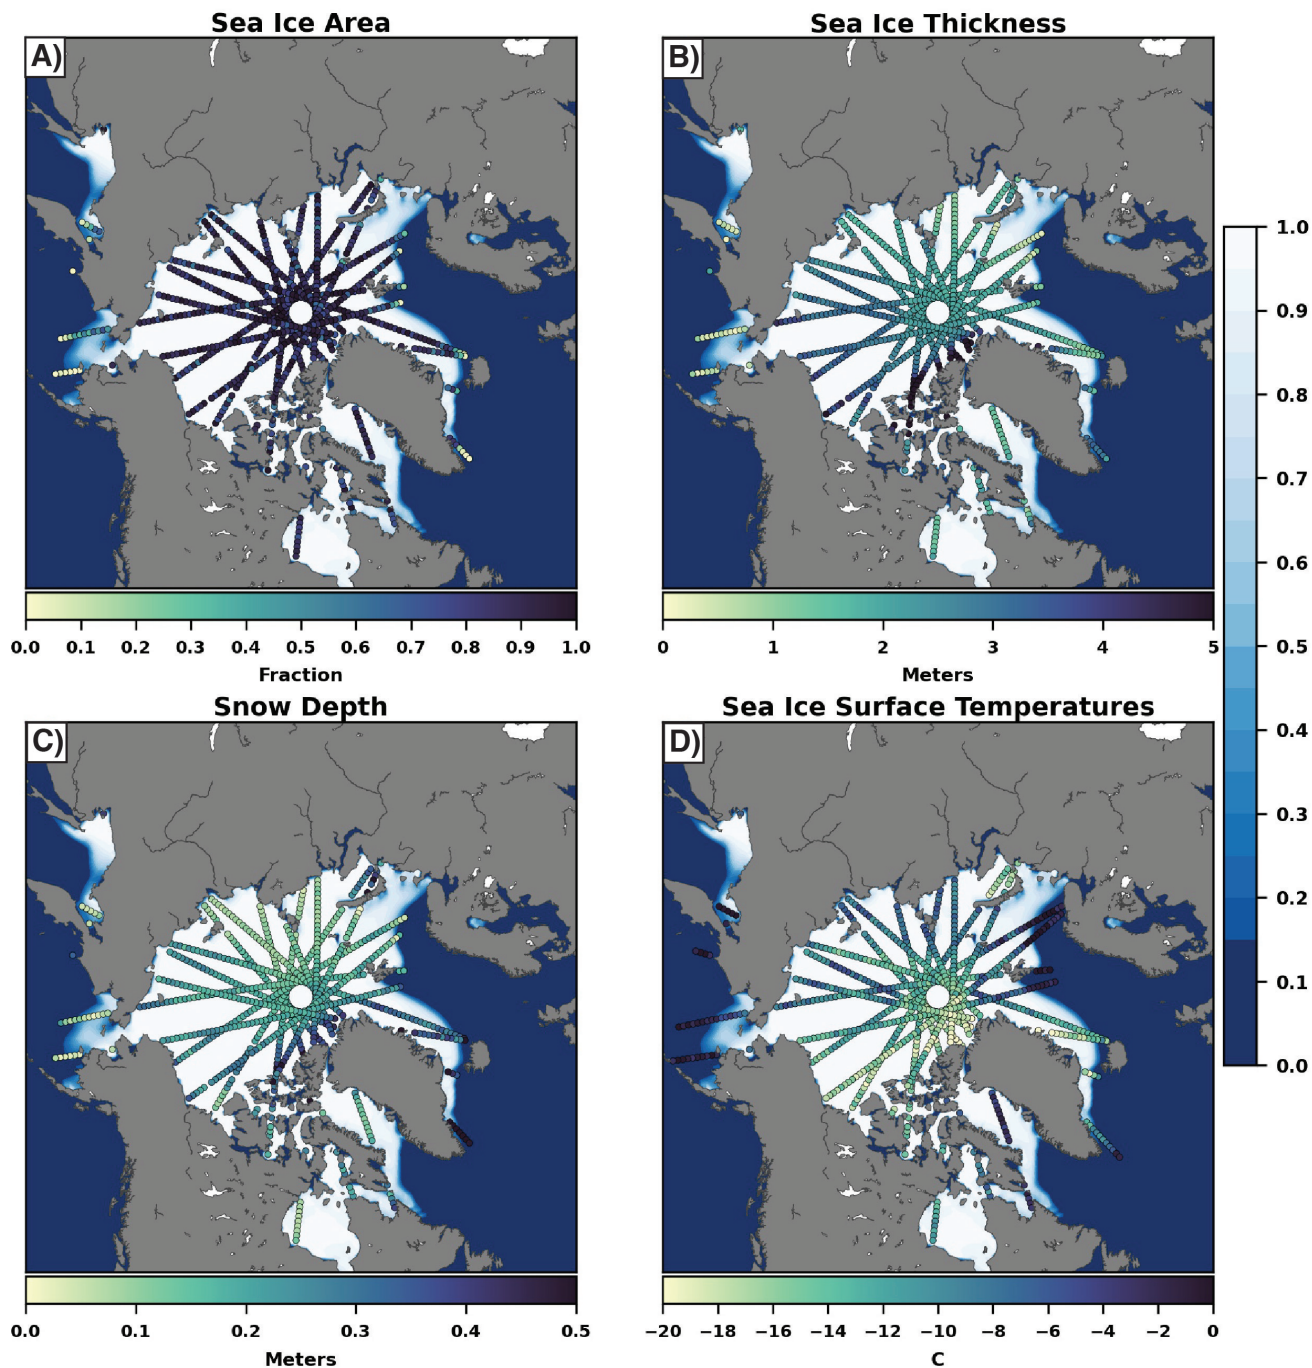 Sea Ice Area
Sea Ice Thickness
A)
B)
0.0 0.1 0.2 0.3 0.4 0.5 0.6 0.7 0.8 0.9 1.0
Fraction
0 1 2 3 4 5
Meters
Snow Depth
Sea Ice Surface Temperatures
C)
D)
0.0 0.1 0.2 0.3 0.4 0.5
Meters
−20 −18 −16 −14 −12 −10 −8 −6 −4 −2 0
C
1.0
0.9
0.8
0.7
0.6
0.5
0.4
0.3
0.2
0.1
0.0